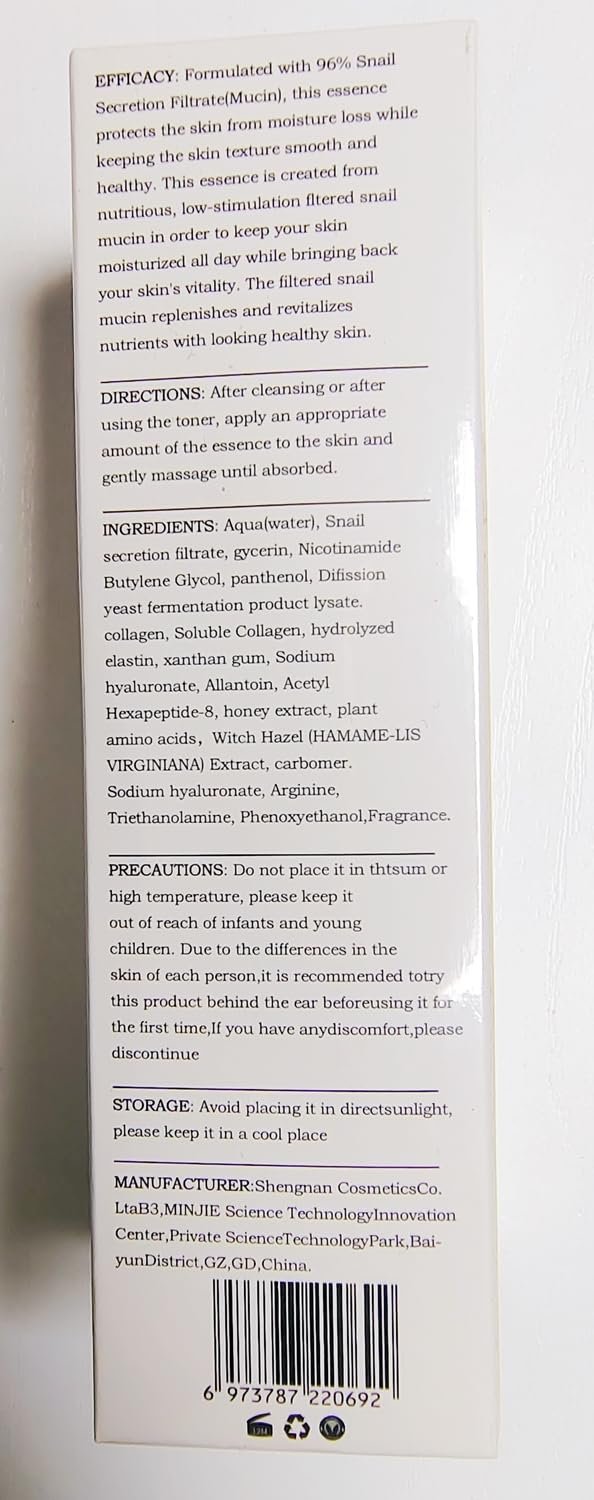 EFFICACY: Formulated with 96% Snail
Secretion Filtrate(Mucin), this essence
protects the skin from moisture loss while
keeping the skin texture smooth and
healthy. This essence is created from
nutritious, low-stimulation fltered snail
mucin in order to keep your skin
moisturized all day while bringing back
your skin's vitality. The filtered snail
mucin replenishes and revitalizes
nutrients with looking healthy skin.
DIRECTIONS: After cleansing or after
using the toner, apply an appropriate
amount of the essence to the skin and
gently massage until absorbed.
INGREDIENTS: Aqua(water), Snail
secretion filtrate, gycerin, Nicotinamide
Butylene Glycol, panthenol, Difission
yeast fermentation product lysate.
collagen, Soluble Collagen, hydrolyzed
elastin, xanthan gum, Sodium
hyaluronate, Allantoin, Acetyl
Hexapeptide-8, honey extract, plant
amino acids, Witch Hazel (HAMAME-LIS
VIRGINIANA) Extract, carbomer.
Sodium hyaluronate, Arginine,
Triethanolamine, Phenoxyethanol,Fragrance.
PRECAUTIONS: Do not place it in thtsum or
high temperature, please keep it
out of reach of infants and young
children. Due to the differences in the
skin of each person,it is recommended totry
this product behind the ear beforeusing it for
the first time,If you have anydiscomfort,please
discontinue
STORAGE: Avoid placing it in directsunlight,
please keep it in a cool place
MANUFACTURER:Shengnan CosmeticsCo.
LtaB3,MINJIE Science TechnologyInnovation
Center,Private ScienceTechnologyPark,Bai-
yunDistrict,GZ,GD,China.
6 973787 220692
12M